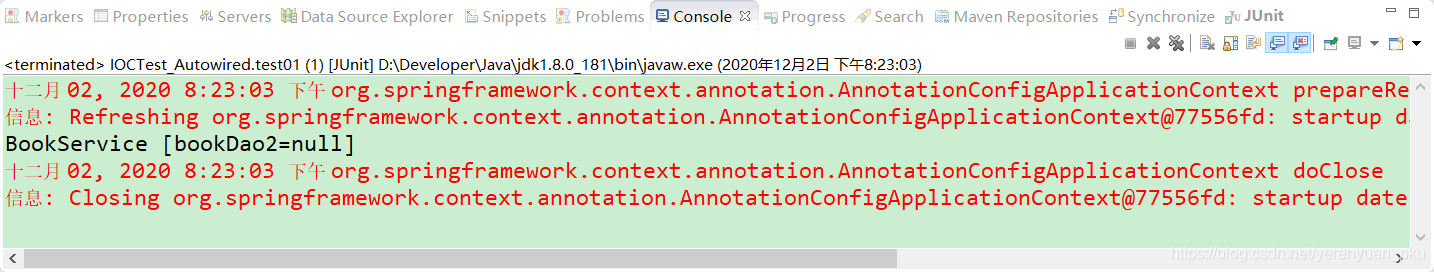 Markers Properties Servers Data Source Explorer Snippets Problems Console Progress Search Maven Repositories Synchronize JUnit
<terminated> IOCTest_Autowired.test01 (1) [JUnit] D:\Developer\Java\jdk1.8.0_181\bin\javaw.exe (2020年12月2日 下午8:23:03)
十二月 02, 2020 8:23:03 下午 org.springframework.context.annotation.AnnotationConfigApplicationContext prepareRe
信息: Refreshing org.springframework.context.annotation.AnnotationConfigApplicationContext@77556fd: startup da
BookService [bookDao2=null]
十二月 02, 2020 8:23:03 下午 org.springframework.context.annotation.AnnotationConfigApplicationContext doClose
信息: Closing org.springframework.context.annotation.AnnotationConfigApplicationContext@77556fd: startup date
https://blog.csdn.net/yerenyuan_pku